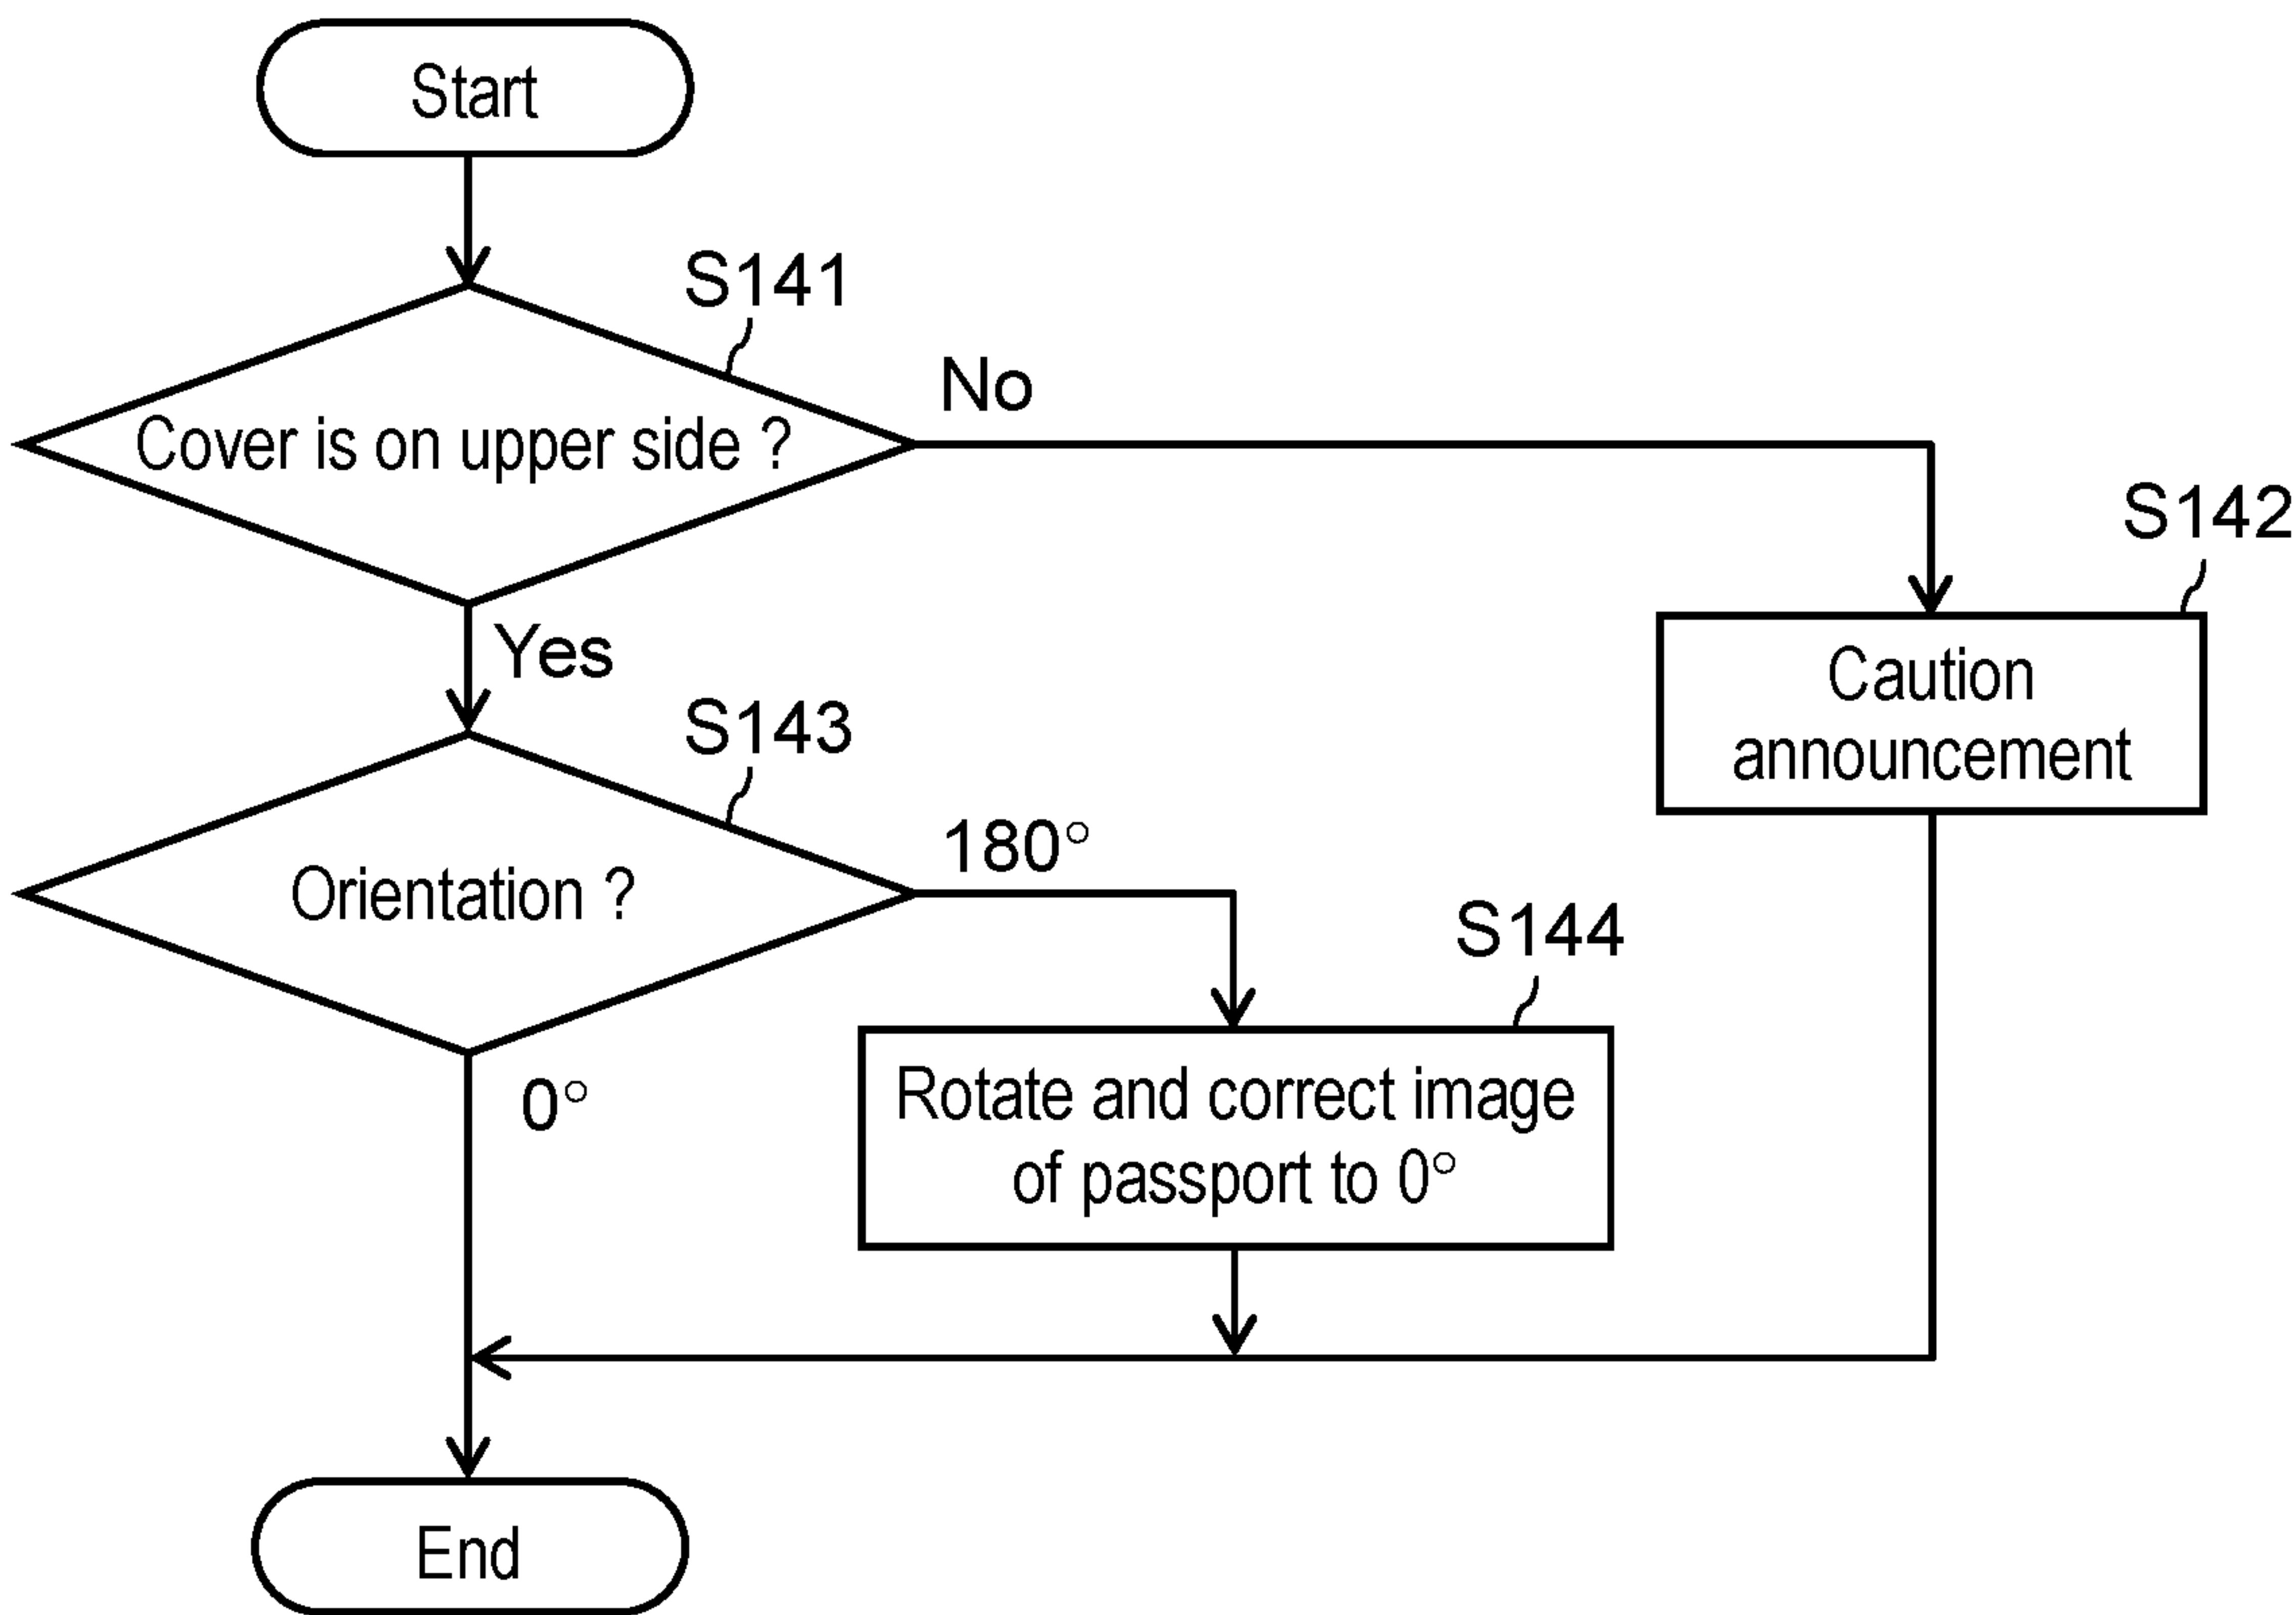 Start
S141
Cover is on upper side ?
No
Yes
S142
Caution
announcement
S143
Orientation ?
180°
0°
S144
Rotate and correct image
of passport to 0°
End